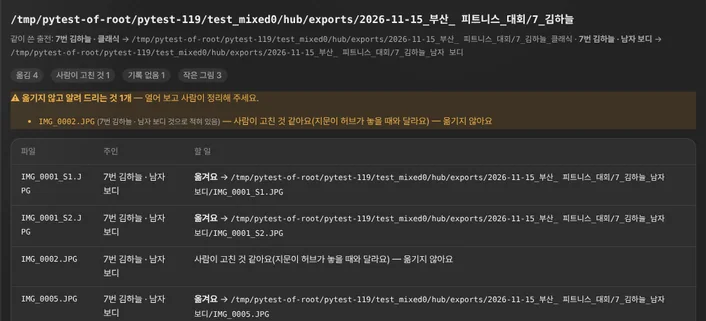 /tmp/pytest-of-root/pytest-119/test_mixed0/hub/exports/2026-11-15_부산_ 피트니스_대회/7_김하늘
같이 쓴 출전: 7번 김하늘 · 클래식 → /tmp/pytest-of-root/pytest-119/test_mixed0/hub/exports/2026-11-15_부산_ 피트니스_대회/7_김하늘_클래식 · 7번 김하늘 · 남자 보디 →
/tmp/pytest-of-root/pytest-119/test_mixed0/hub/exports/2026-11-15_부산_ 피트니스_대회/7_김하늘_남자 보디
옮김 4 사람이 고친 것 1 기록 없음 1 작은 그림 3
⚠ 옮기지 않고 알려 드리는 것 1개 — 열어 보고 사람이 정리해 주세요.
• IMG_0002.JPG (7번 김하늘 · 남자 보디 것으로 적혀 있음) — 사람이 고친 것 같아요(지문이 허브가 놓을 때와 달라요) — 옮기지 않아요
파일 주인 할 일
IMG_0001_S1.J 7번 김하늘 · 남자 옮겨요 → /tmp/pytest-of-root/pytest-119/test_mixed0/hub/exports/2026-11-15_부산_ 피트니스_대회/7_김하늘_남자
PG 보디 보디/IMG_0001_S1.JPG
IMG_0001_S2.J 7번 김하늘 · 남자 옮겨요 → /tmp/pytest-of-root/pytest-119/test_mixed0/hub/exports/2026-11-15_부산_ 피트니스_대회/7_김하늘_남자
PG 보디 보디/IMG_0001_S2.JPG
IMG_0002.JPG 7번 김하늘 · 남자 사람이 고친 것 같아요(지문이 허브가 놓을 때와 달라요) — 옮기지 않아요
보디
IMG_0005.JPG 7번 김하늘 · 남자 옮겨요 → /tmp/pytest-of-root/pytest-119/test_mixed0/hub/exports/2026-11-15_부산_ 피트니스_대회/7_김하늘_남자
보디 보디/IMG_0005.JPG